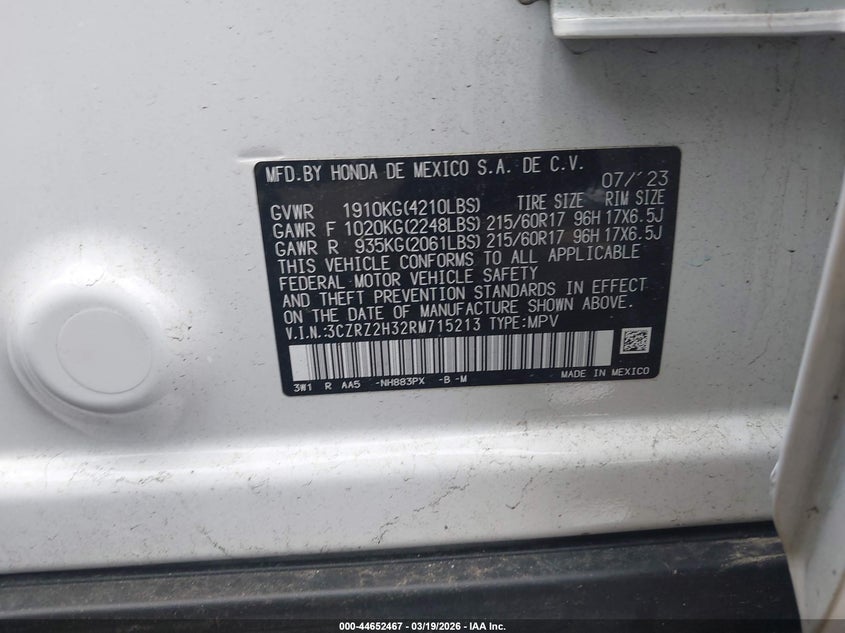 MFD.BY HONDA DE MEXICO S.A. DE C.V.
07/'23
TIRE SIZE RIM SIZE
GVWR 1910KG(4210LBS)
GAWR F 1020KG(2248LBS) 215/60R17 96H 17X6.5J
GAWR R 935KG(2061LBS) 215/60R17 96H 17X6.5J
THIS VEHICLE CONFORMS TO ALL APPLICABLE
FEDERAL MOTOR VEHICLE SAFETY
AND THEFT PREVENTION STANDARDS IN EFFECT
ON THE DATE OF MANUFACTURE SHOWN ABOVE.
V.I.N.:3CZRZ2H32RM715213 TYPE:MPV
3W1 R AA5 -NH883PX -B -M
MADE IN MEXICO
000-44652467 - 03/19/2026 - IAA Inc.